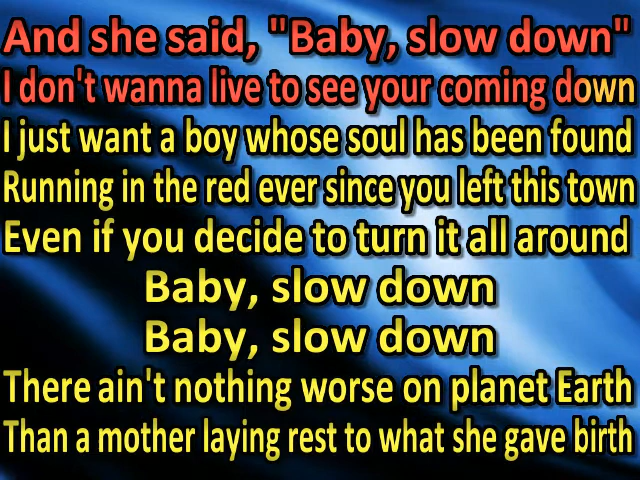 And she said, "Baby, slow down"
I don't wanna live to see your coming down
I just want a boy whose soul has been found
Running in the red ever since you left this town
Even if you decide to turn it all around
Baby, slow down
Baby, slow down
There ain't nothing worse on planet Earth
Than a mother laying rest to what she gave birth